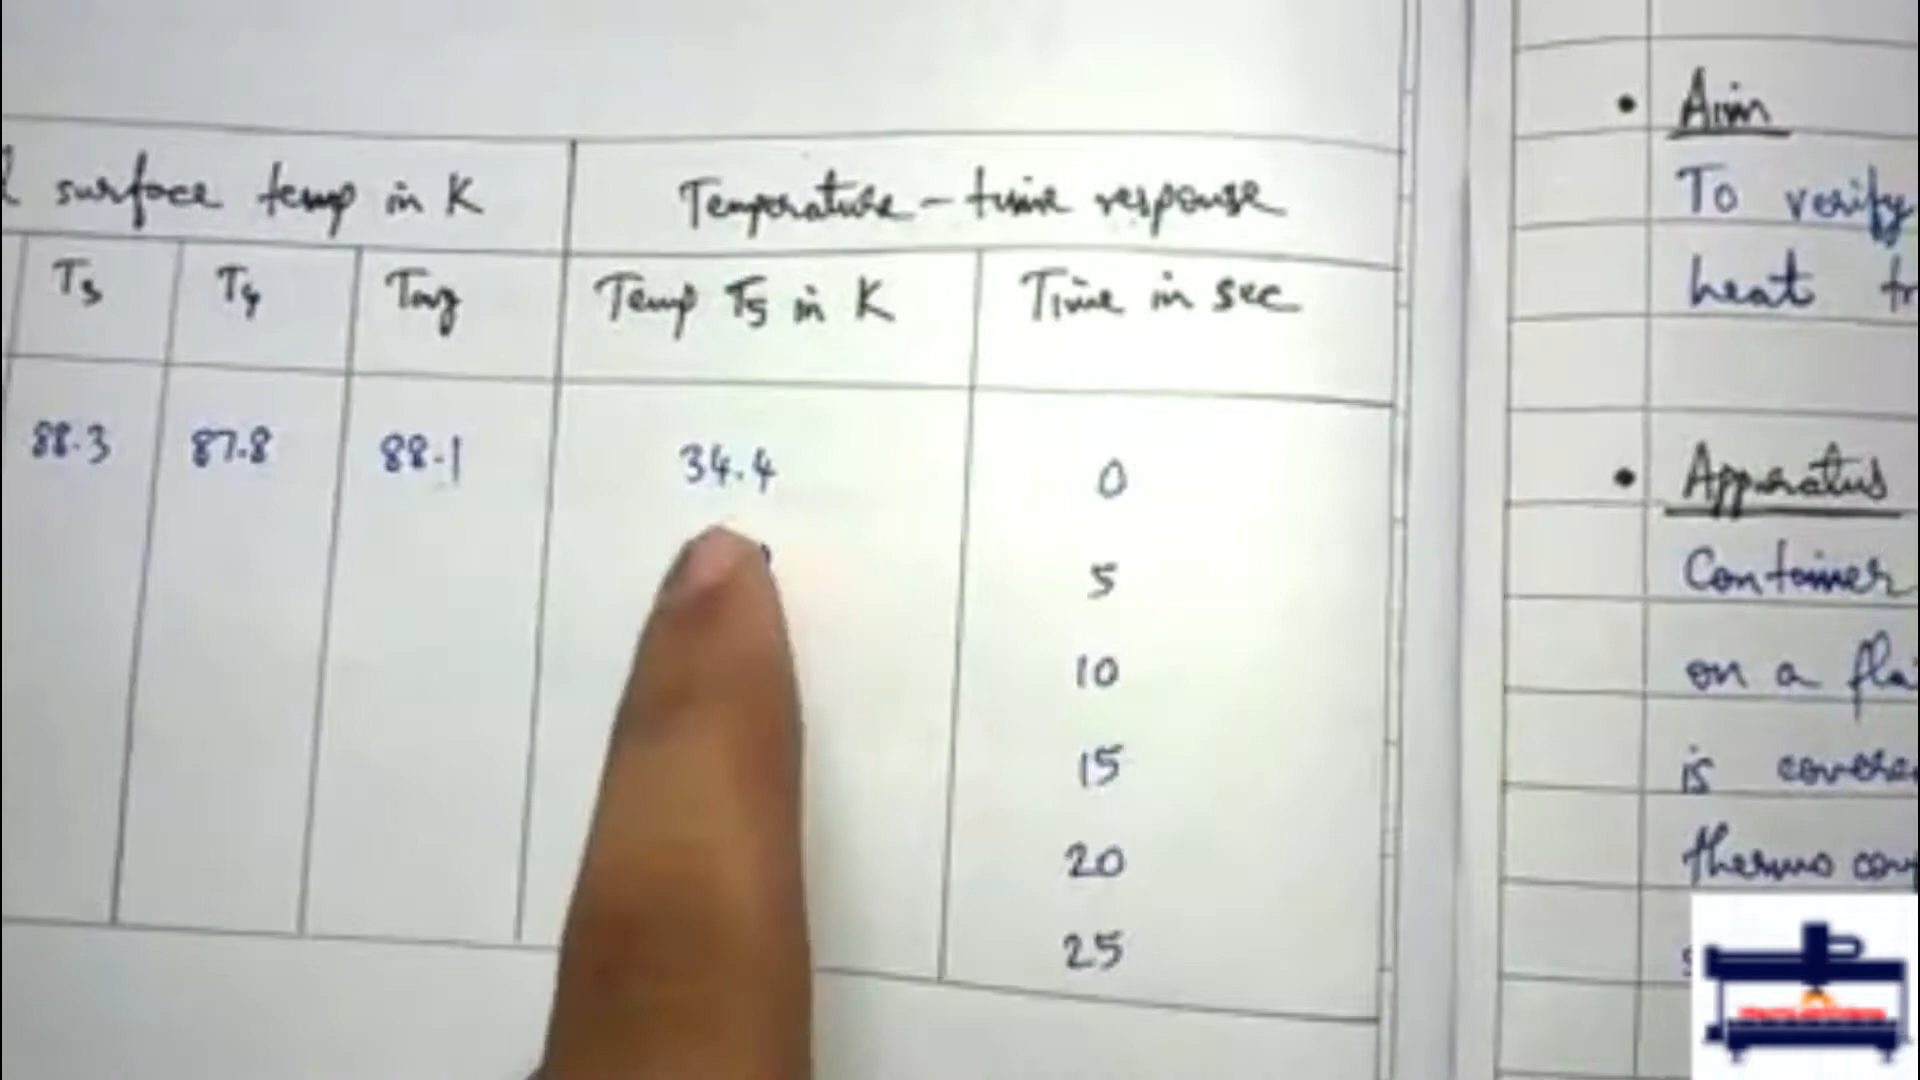 surface temp in K
Temperature - time response
T3
T4
Tavg
Temp T5 in K
Time in sec
88.3
87.8
88.1
34.4
0
5
10
15
20
25
• Aim
To verify
heat
• Apparatus
Container
on a
is
thermo